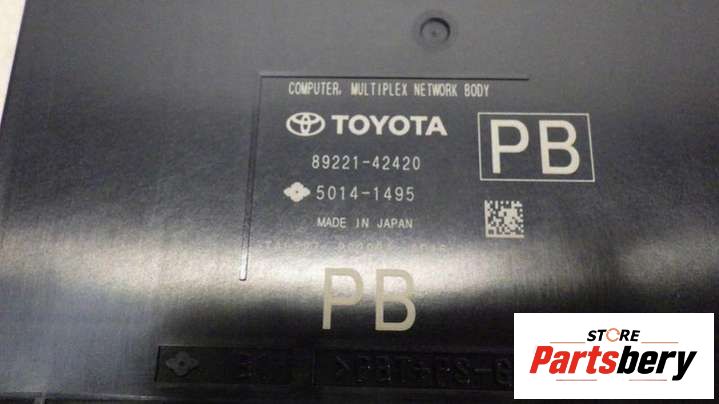 COMPUTER, MULTIPLEX NETWORK BODY
TOYOTA
PB
89221-42420
5014-1495
MADE IN JAPAN
PB
STORE
Partsbery